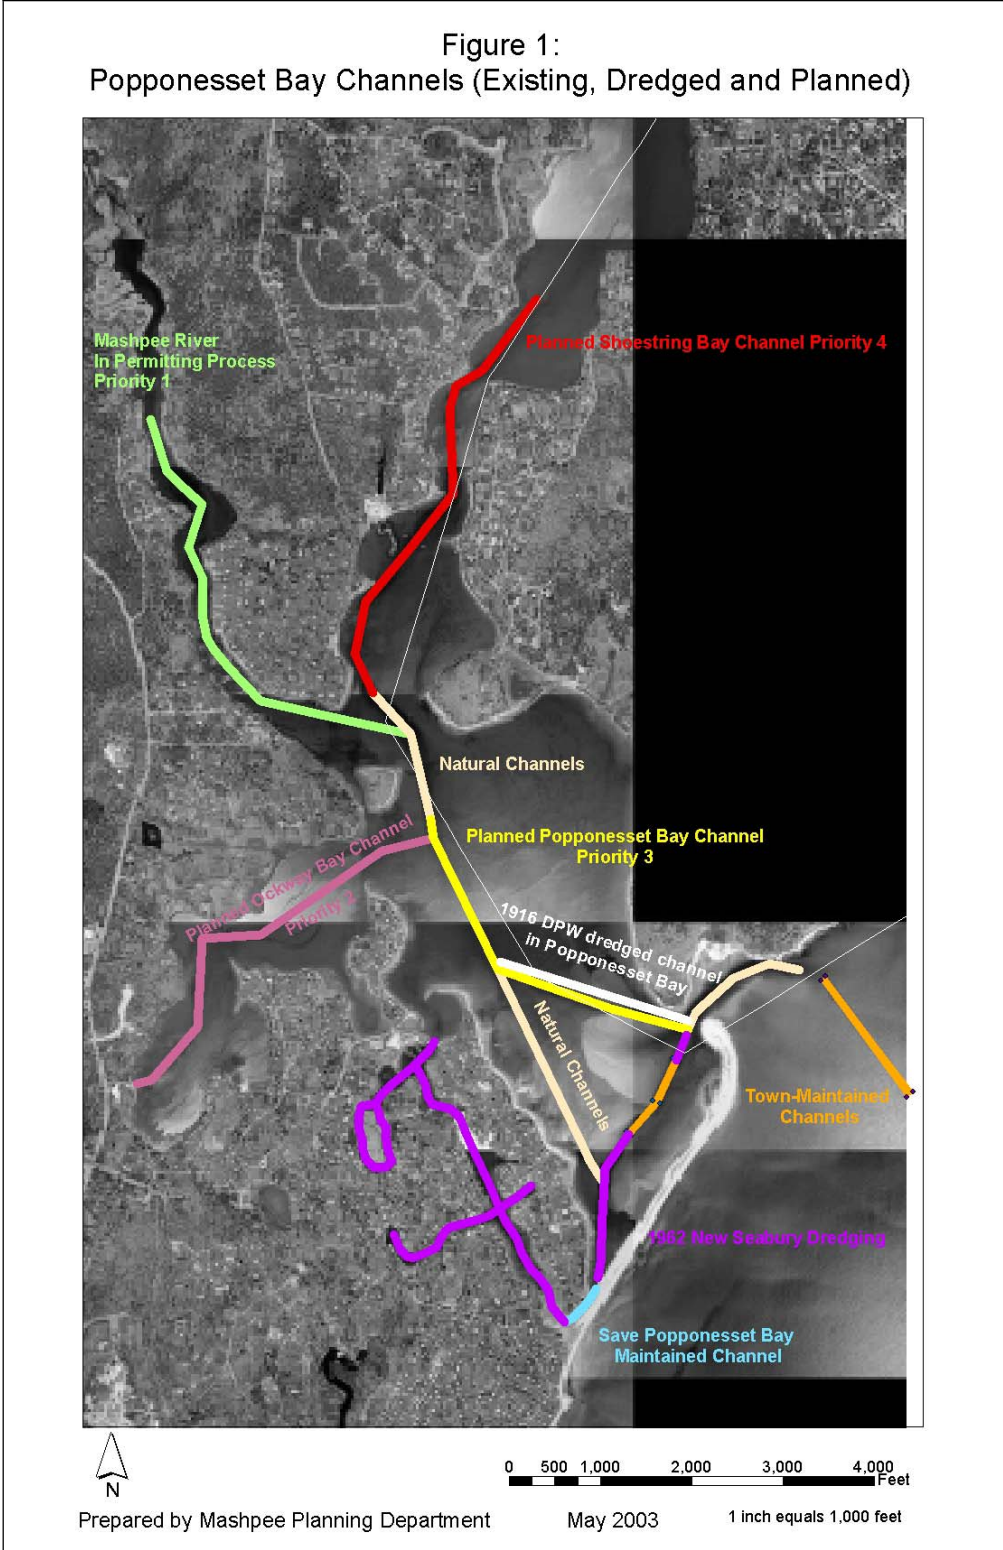 Figure 1:
Popponesset Bay Channels (Existing, Dredged and Planned)
Mashpee River
In Permitting Process
Priority 1
Planned Shoestring Bay Channel Priority 4
Natural Channels
Planned Popponesset Bay Channel
Priority 3
Planned Ockway Bay Channel
Priority 2
1916 DPW dredged channel
in Popponesset Bay
Natural Channels
Town-Maintained
Channels
1962 New Seabury Dredging
Save Popponesset Bay
Maintained Channel
N
0 500 1,000 2,000 3,000 4,000
Feet
Prepared by Mashpee Planning Department
May 2003
1 inch equals 1,000 feet